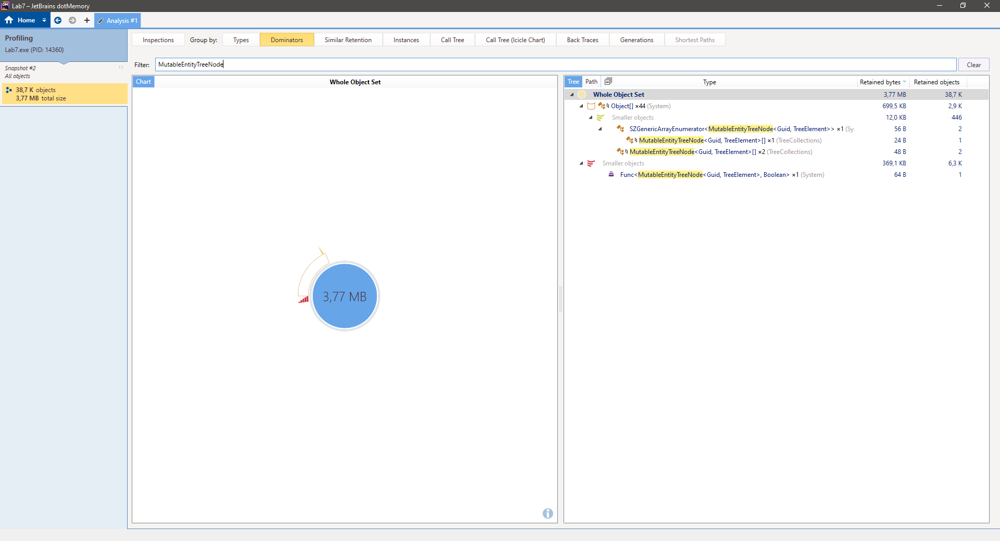 Lab7 – JetBrains dotMemory
Home
Analysis #1
Profiling
Lab7.exe (PID: 14360)
Snapshot #2
All objects
38,7 K objects
3,77 MB total size
Inspections
Group by:
Types
Dominators
Similar Retention
Instances
Call Tree
Call Tree (Icicle Chart)
Back Traces
Generations
Shortest Paths
Filter: MutableEntityTreeNode
Clear
Chart
Whole Object Set
3,77 MB
Tree Path Type Retained bytes Retained objects
Whole Object Set 3,77 MB 38,7 K
Object[] ×44 (System) 699,5 KB 2,9 K
Smaller objects 12,0 KB 446
SZGenericArrayEnumerator<MutableEntityTreeNode<Guid, TreeElement>> ×1 (Sy 56 B 2
MutableEntityTreeNode<Guid, TreeElement>[] ×1 (TreeCollections) 24 B 1
MutableEntityTreeNode<Guid, TreeElement>[] ×2 (TreeCollections) 48 B 2
Smaller objects 369,1 KB 6,3 K
Func<MutableEntityTreeNode<Guid, TreeElement>, Boolean> ×1 (System) 64 B 1